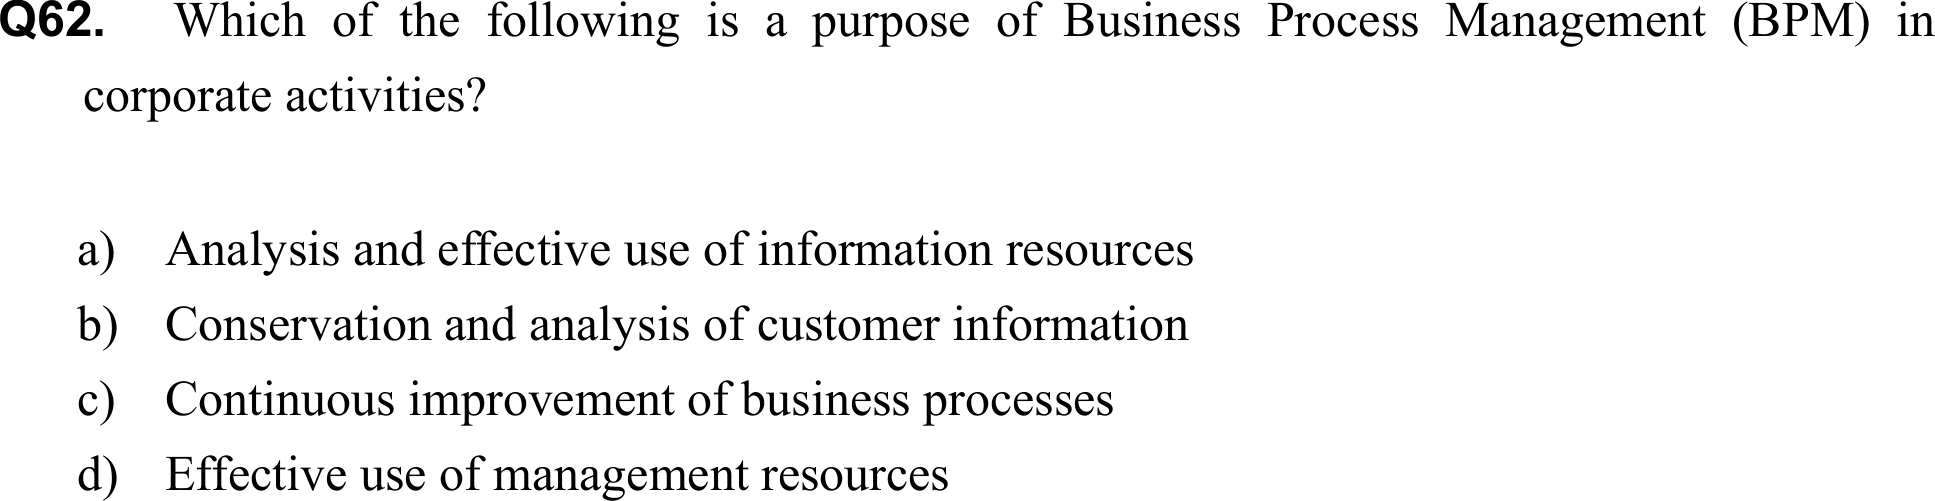 Q62. Which of the following is a purpose of Business Process Management (BPM) in
corporate activities?
a) Analysis and effective use of information resources
b) Conservation and analysis of customer information
c) Continuous improvement of business processes
d) Effective use of management resources